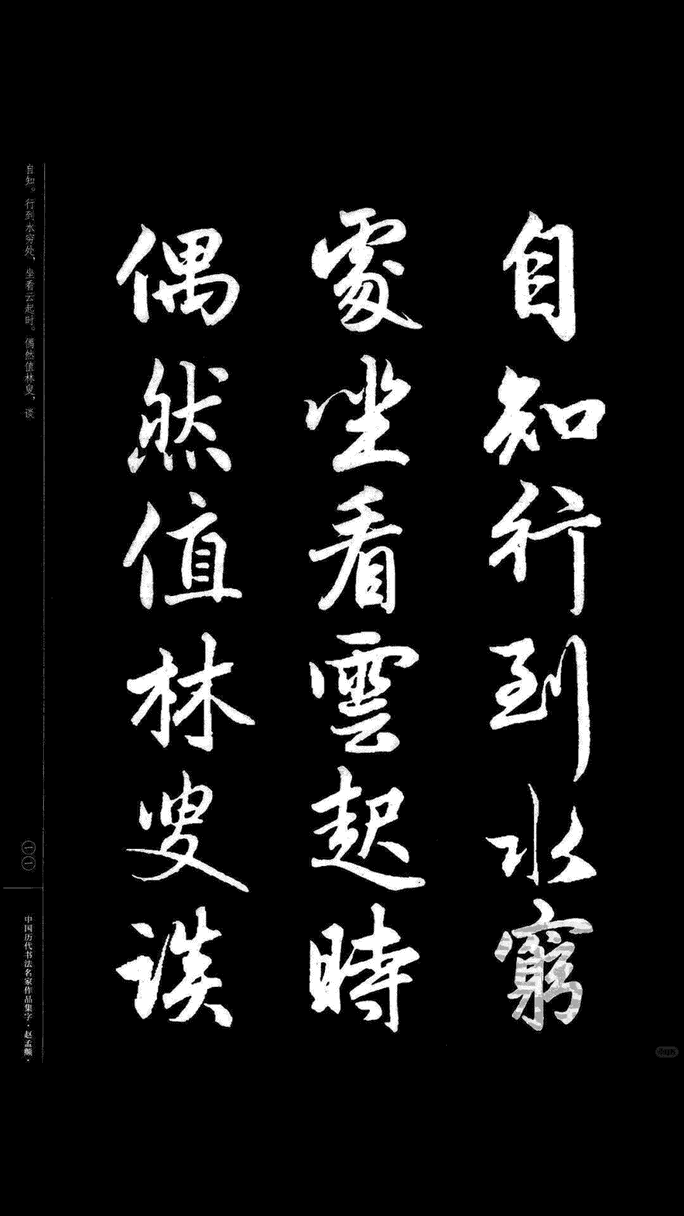 自知行到水窮
處坐看雲起時
偶然值林叟談
自知。行到水穷处，坐看云起时。偶然值林叟，谈
一一
中国历代书法名家作品集字·赵孟頫·